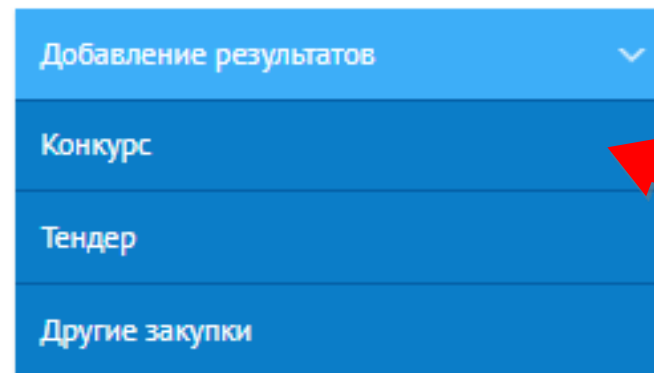 Добавление результатов
Конкурс
Тендер
Другие закупки